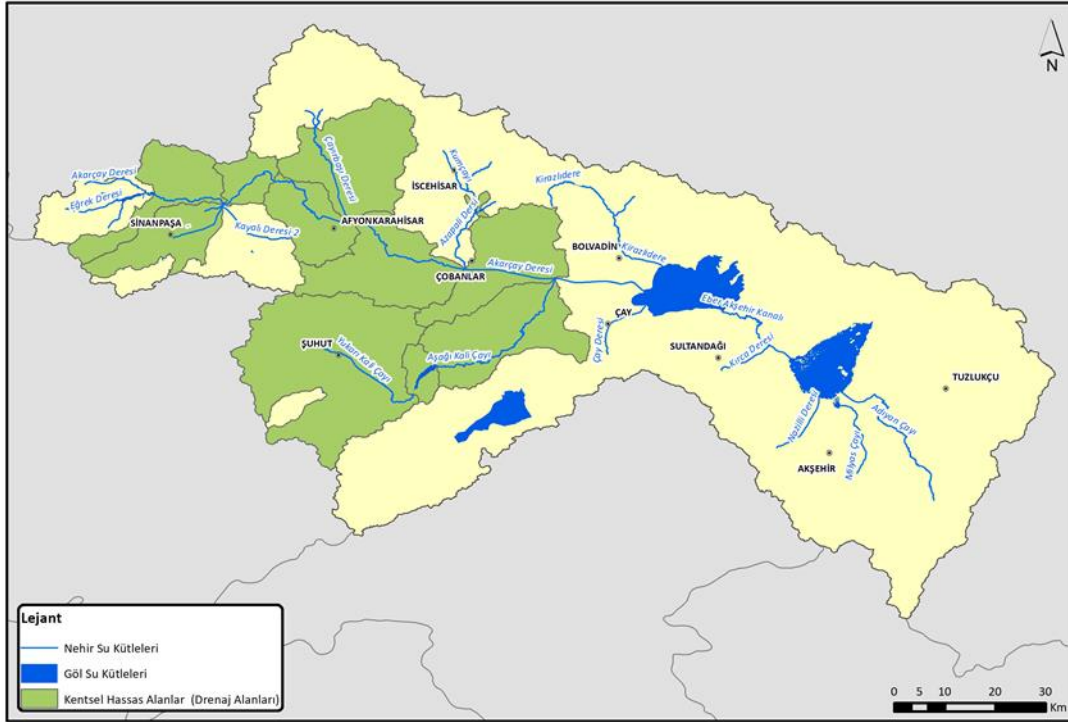 N
Kumçayı
Çayırbaşı Deresi
Akarçay Deresi
İSCEHİSAR
Kirazlıdere
Eğrek Deresi
Azapali Dersi
SİNANPAŞA
AFYONKARAHİSAR
Kayalı Deresi 2
BOLVADİN
Kirazlıdere
ÇOBANLAR
Akarçay Deresi
Eber Akşehir Kanalı
ÇAY
Çay Deresi
ŞUHUT
Yukarı Kali Çayı
Aşağı Kali Çayı
SULTANDAĞI
Kırca Deresi
TUZLUKÇU
Nazilli Deresi
Adıyan Çayı
Milyas Çayı
AKŞEHİR
Lejant
Nehir Su Kütleleri
Göl Su Kütleleri
Kentsel Hassas Alanlar (Drenaj Alanları)
0 5 10 20 30
Km